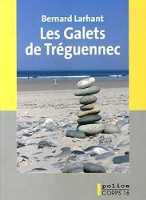 Bernard Larhant
Les Galets
de Tréguennec
police
CORPS 16